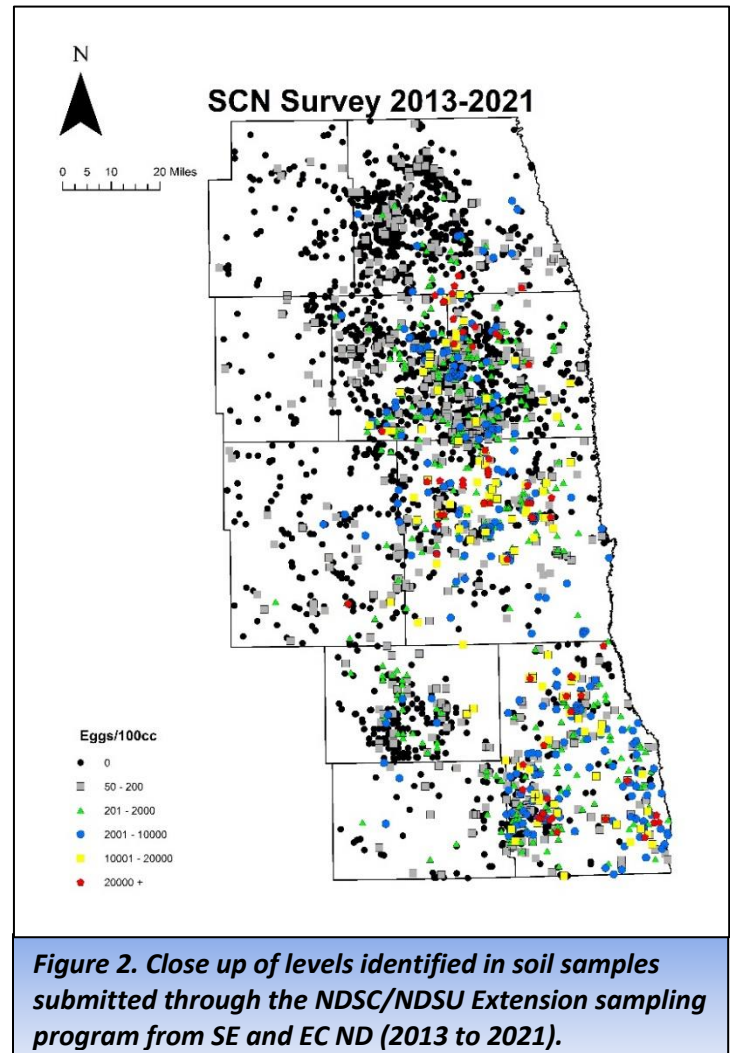 N
SCN Survey 2013-2021
0 5 10 20 Miles
Eggs/100cc
0
50 - 200
201 - 2000
2001 - 10000
10001 - 20000
20000 +
Figure 2. Close up of levels identified in soil samples
submitted through the NDSC/NDSU Extension sampling
program from SE and EC ND (2013 to 2021).